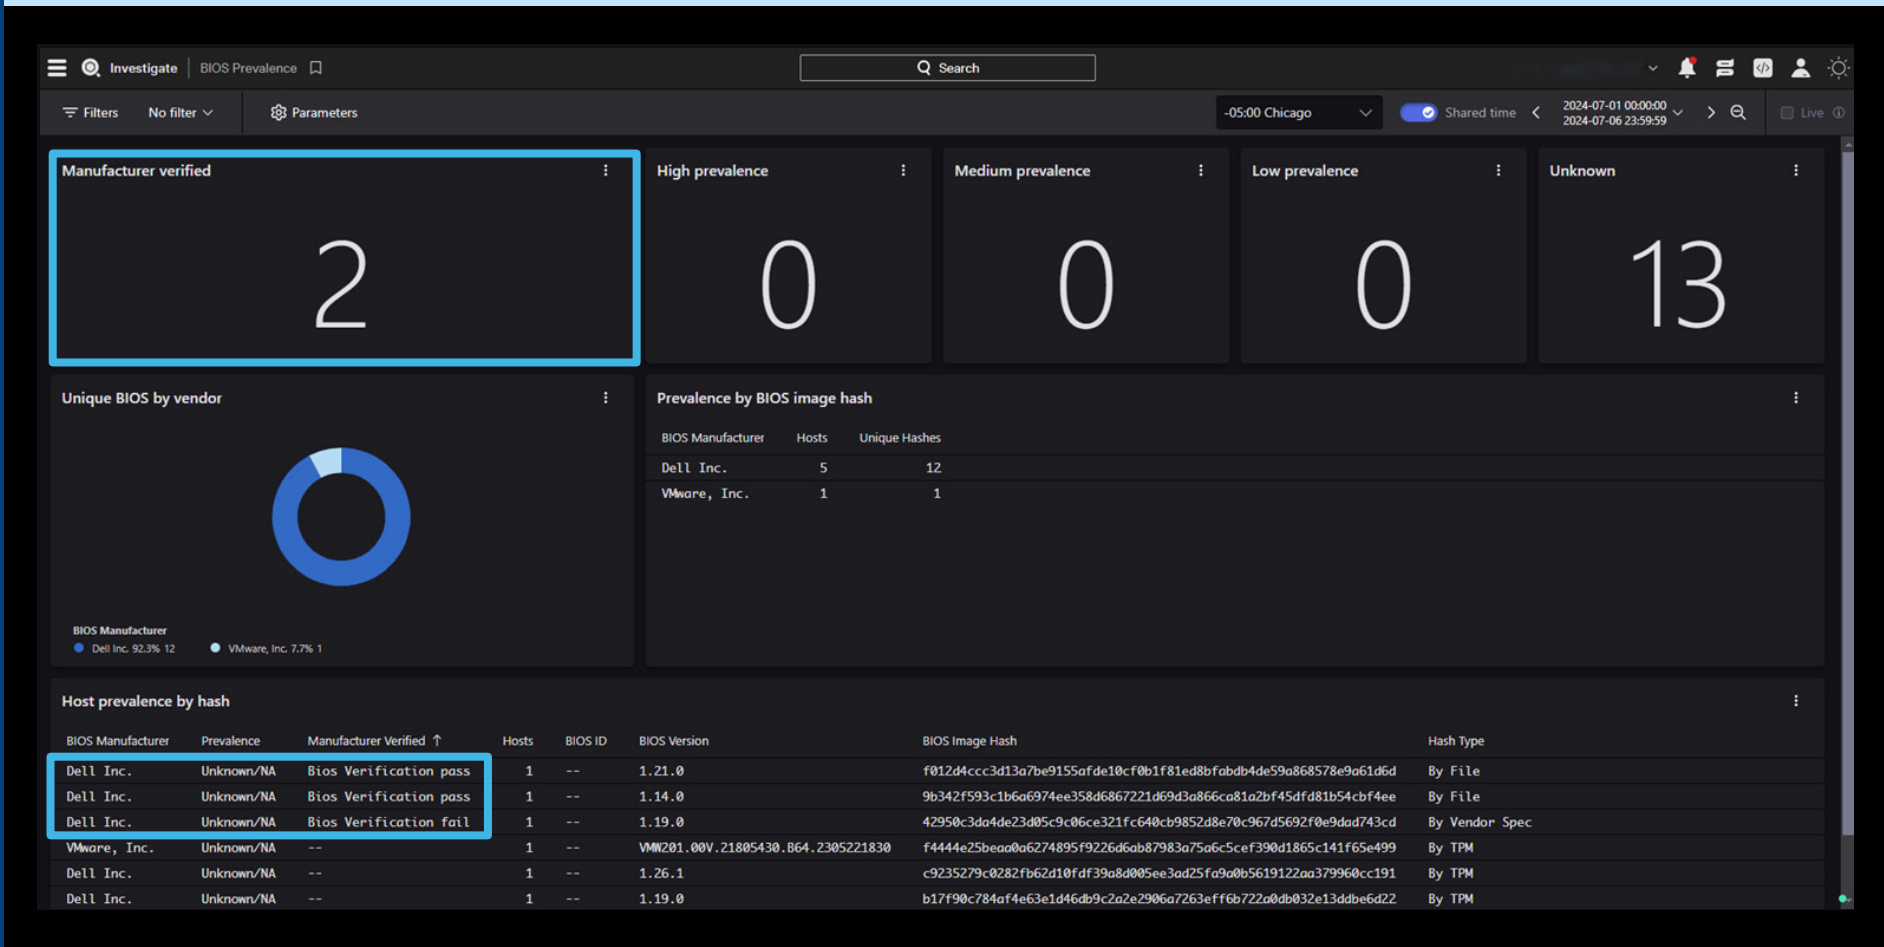 Investigate BIOS Prevalence Search
Filters No filter Parameters -05:00 Chicago Shared time 2024-07-01 00:00:00 Live
2024-07-06 23:59:59
Manufacturer verified
2
High prevalence
0
Medium prevalence
0
Low prevalence
0
Unknown
13
Unique BIOS by vendor
BIOS Manufacturer
Dell Inc. 92.3% 12 VMware, Inc. 7.7% 1
Prevalence by BIOS image hash
BIOS Manufacturer Hosts Unique Hashes
Dell Inc. 5 12
VMware, Inc. 1 1
Host prevalence by hash
BIOS Manufacturer Prevalence Manufacturer Verified ↑ Hosts BIOS ID BIOS Version BIOS Image Hash Hash Type
Dell Inc. Unknown/NA Bios Verification pass 1 -- 1.21.0 f012d4ccc3d13a7be9155afde10cf0b1f81ed8bfabdb4de59a868578e9a61d6d By File
Dell Inc. Unknown/NA Bios Verification pass 1 -- 1.14.0 9b342f593c1b6a6974ee358d6867221d69d3a866ca81a2bf45dfd81b54cbf4ee By File
Dell Inc. Unknown/NA Bios Verification fail 1 -- 1.19.0 42950c3da4de23d05c9c06ce321fc640cb9852d8e70c967d5692f0e9dad743cd By Vendor Spec
VMware, Inc. Unknown/NA -- 1 -- VMW201.00V.21805430.B64.2305221830 f4444e25beaa0a6274895f9226d6ab87983a75a6c5cef390d1865c141f65e499 By TPM
Dell Inc. Unknown/NA -- 1 -- 1.26.1 c9235279c0282fb62d10fdf39a8d005ee3ad25fa9a0b5619122aa379960cc191 By TPM
Dell Inc. Unknown/NA -- 1 -- 1.19.0 b17f90c784af4e63e1d46db9c2a2e2906a7263eff6b722a0db032e13ddbe6d22 By TPM